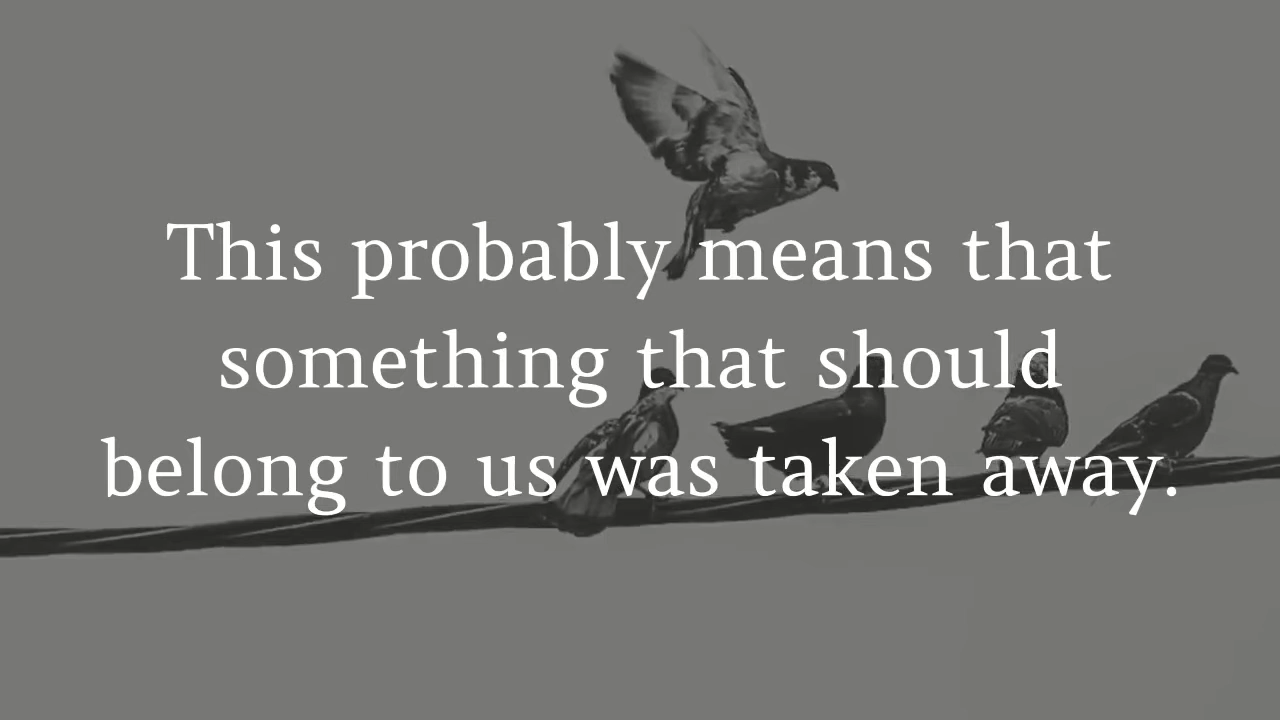 This probably means that
something that should
belong to us was taken away.